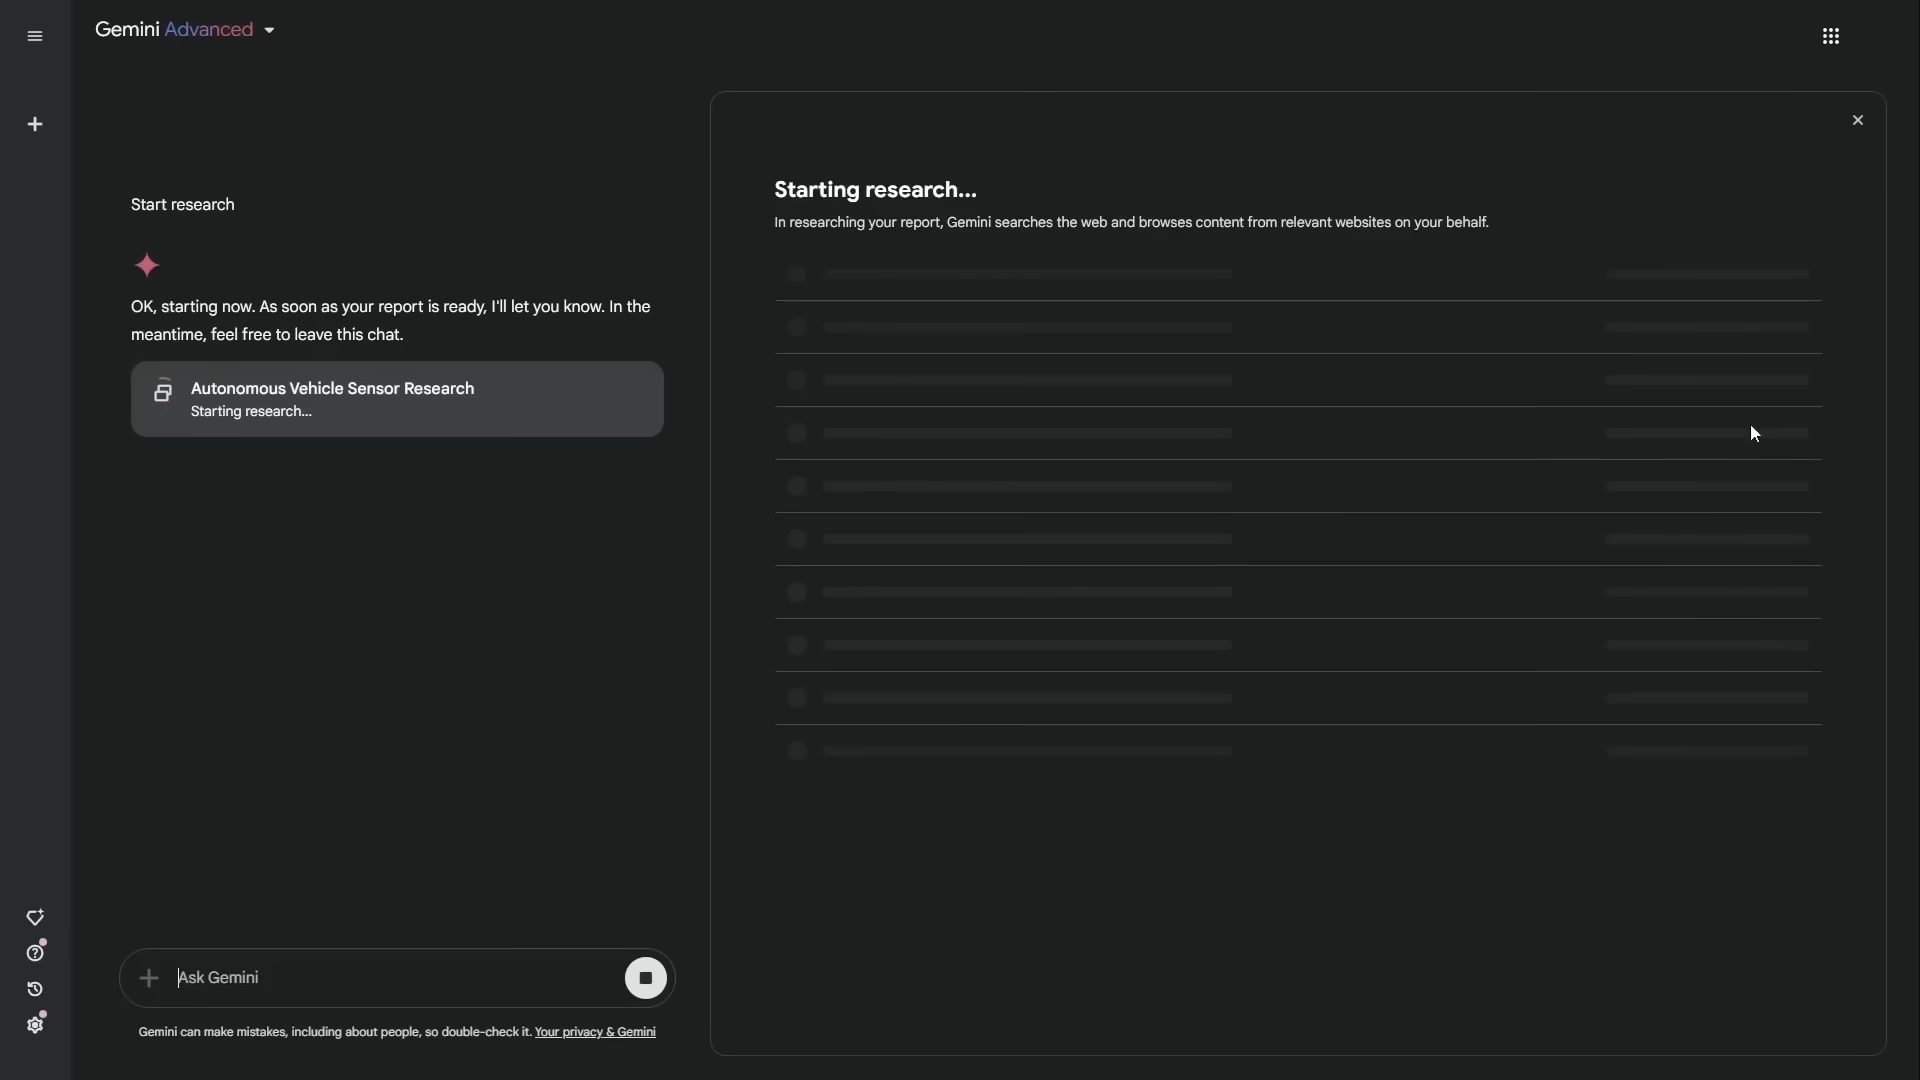 Gemini Advanced
Start research
OK, starting now. As soon as your report is ready, I'll let you know. In the
meantime, feel free to leave this chat.
Autonomous Vehicle Sensor Research
Starting research...
Ask Gemini
Gemini can make mistakes, including about people, so double-check it. Your privacy & Gemini
Starting research...
In researching your report, Gemini searches the web and browses content from relevant websites on your behalf.